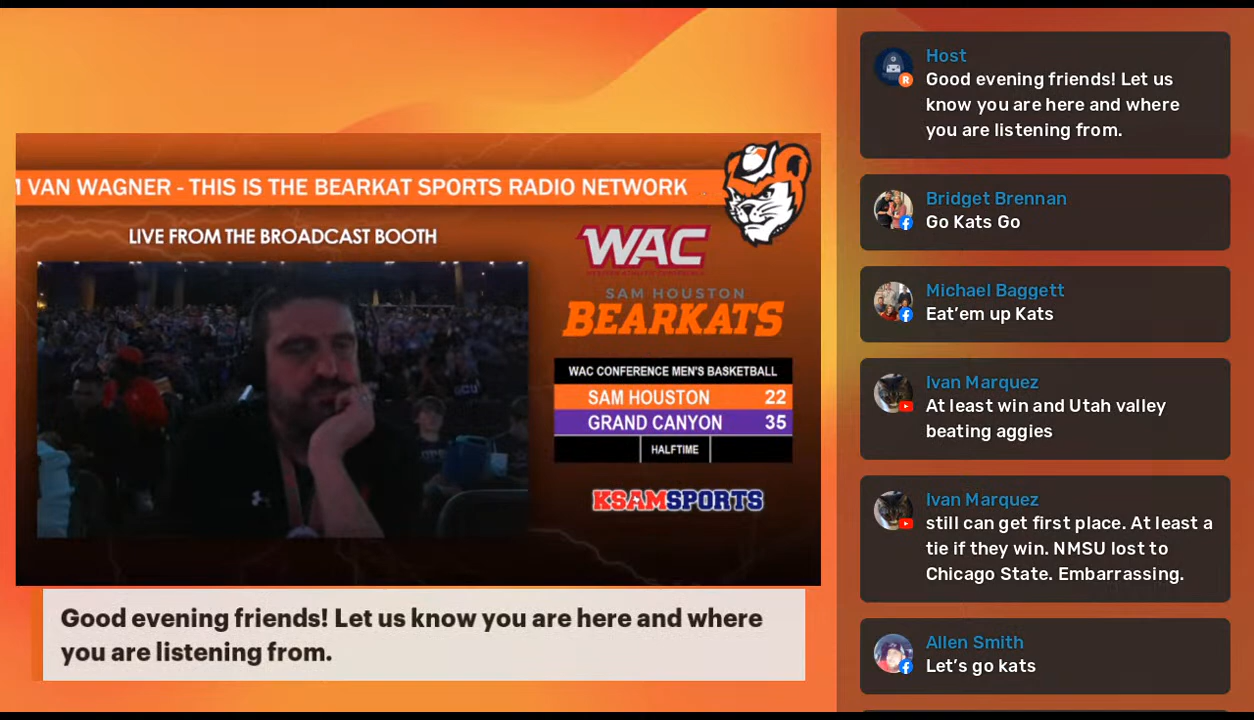 VAN WAGNER - THIS IS THE BEARKAT SPORTS RADIO NETWORK
LIVE FROM THE BROADCAST BOOTH
WAC
SAM HOUSTON
BEARKATS
WAC CONFERENCE MEN'S BASKETBALL
SAM HOUSTON 22
GRAND CANYON 35
HALFTIME
KSAMSPORTS
GCU
Good evening friends! Let us know you are here and where
you are listening from.
Host
Good evening friends! Let us
know you are here and where
you are listening from.
Bridget Brennan
Go Kats Go
Michael Baggett
Eat’em up Kats
Ivan Marquez
At least win and Utah valley
beating aggies
Ivan Marquez
still can get first place. At least a
tie if they win. NMSU lost to
Chicago State. Embarrassing.
Allen Smith
Let’s go kats